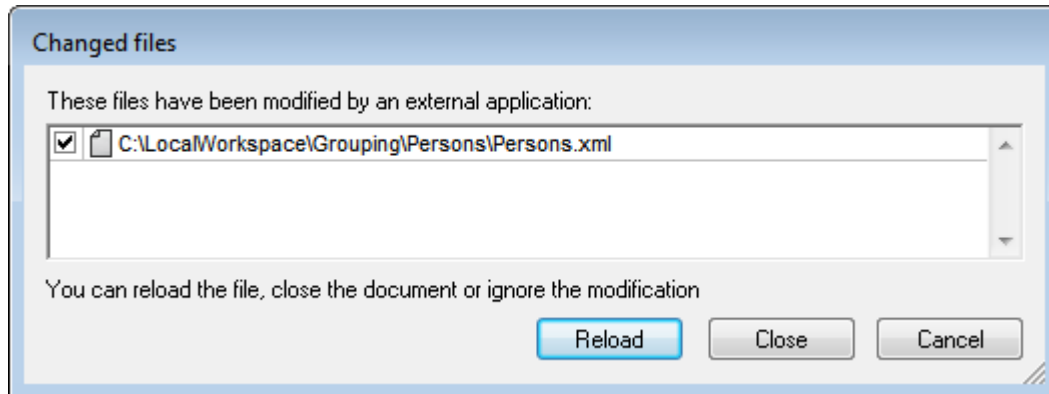 Changed files
These files have been modified by an external application:
C:\LocalWorkspace\Grouping\Persons\Persons.xml
You can reload the file, close the document or ignore the modification
Reload Close Cancel